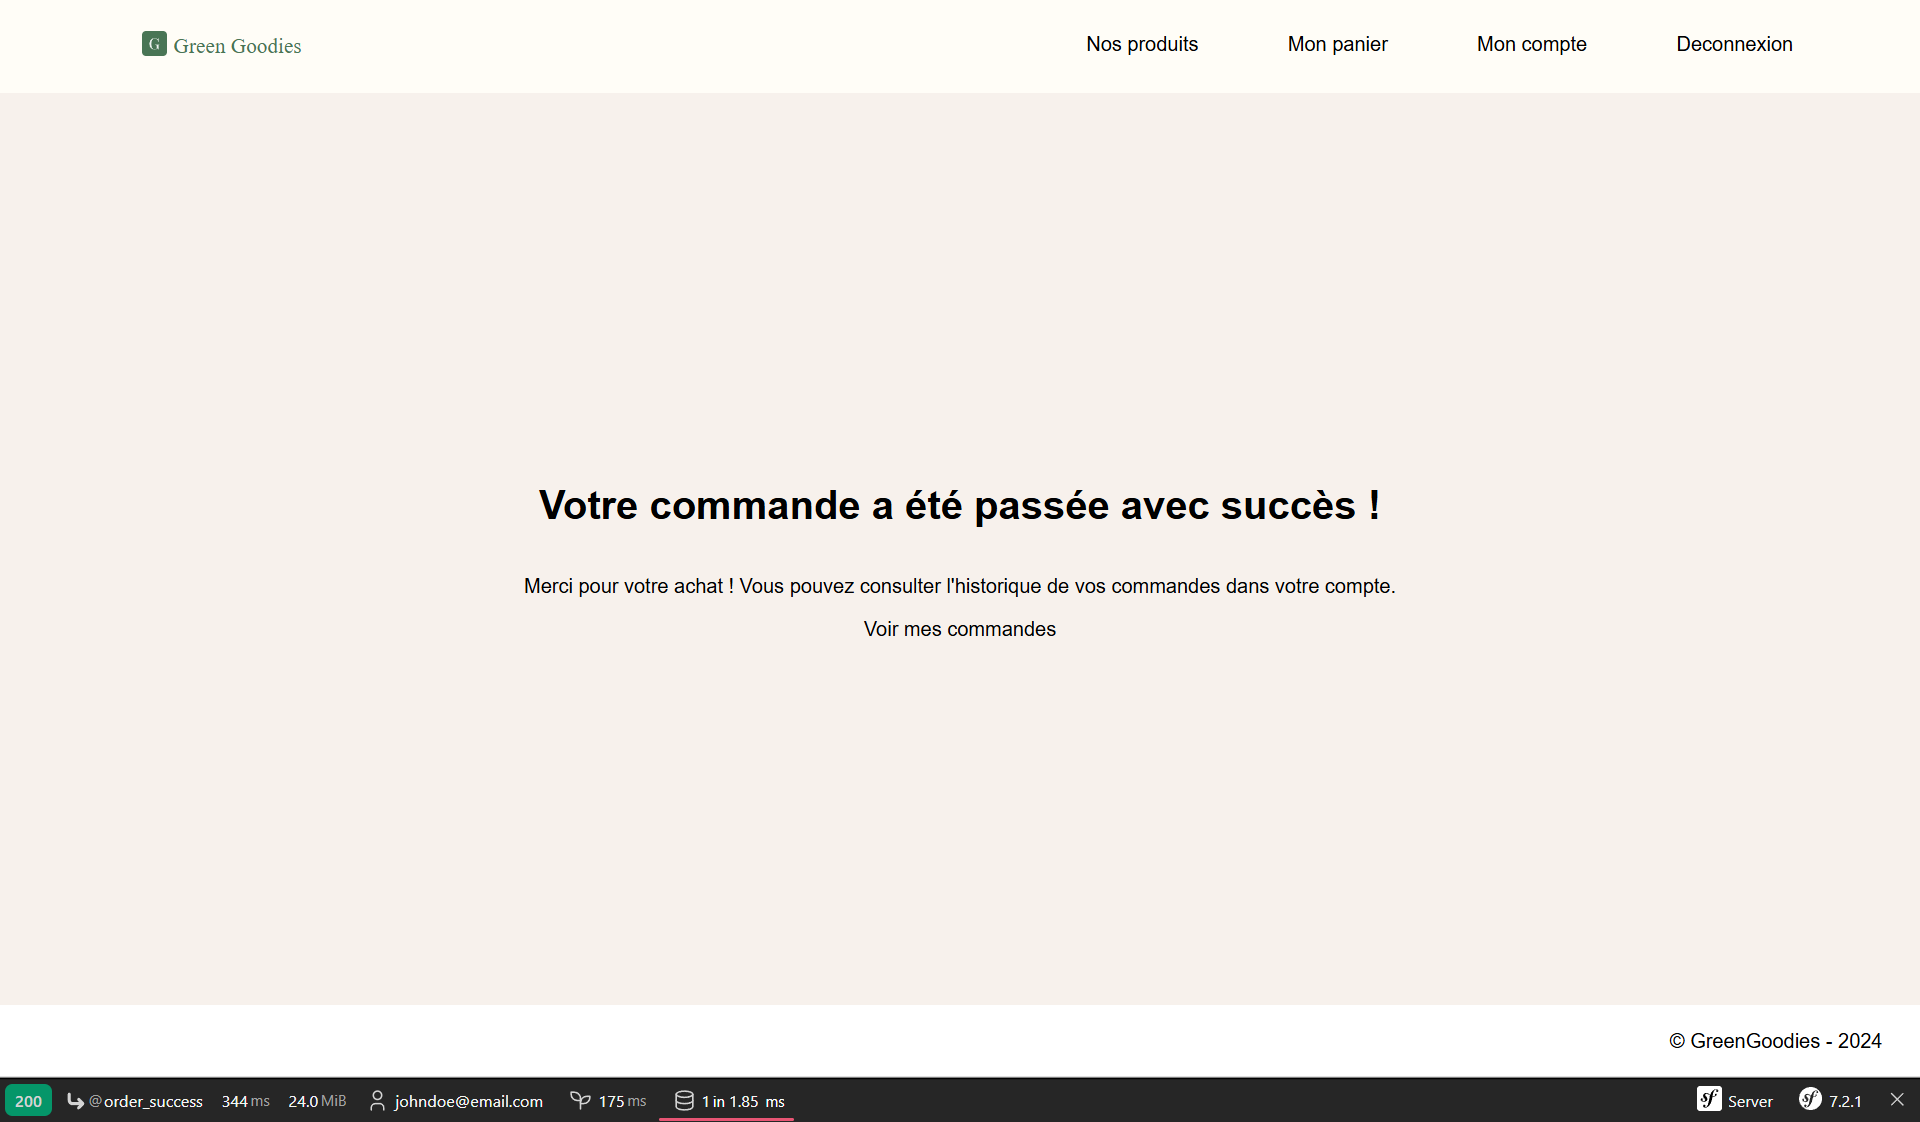 G Green Goodies
Nos produits
Mon panier
Mon compte
Deconnexion
Votre commande a été passée avec succès !
Merci pour votre achat ! Vous pouvez consulter l'historique de vos commandes dans votre compte.
Voir mes commandes
© GreenGoodies - 2024
200 @order_success 344 ms 24.0 MiB johndoe@email.com 175 ms 1 in 1.85 ms sf Server sf 7.2.1